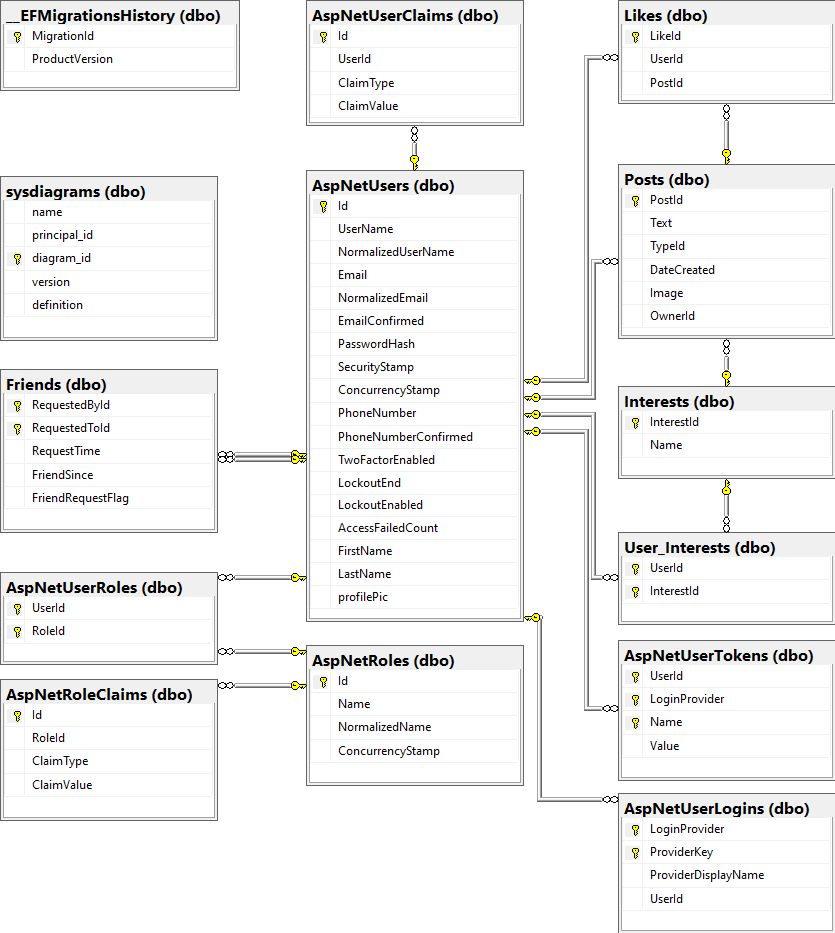 __EFMigrationsHistory (dbo)
MigrationId
ProductVersion
sysdiagrams (dbo)
name
principal_id
diagram_id
version
definition
Friends (dbo)
RequestedById
RequestedToId
RequestTime
FriendSince
FriendRequestFlag
AspNetUserRoles (dbo)
UserId
RoleId
AspNetRoleClaims (dbo)
Id
RoleId
ClaimType
ClaimValue
AspNetUserClaims (dbo)
Id
UserId
ClaimType
ClaimValue
AspNetUsers (dbo)
Id
UserName
NormalizedUserName
Email
NormalizedEmail
EmailConfirmed
PasswordHash
SecurityStamp
ConcurrencyStamp
PhoneNumber
PhoneNumberConfirmed
TwoFactorEnabled
LockoutEnd
LockoutEnabled
AccessFailedCount
FirstName
LastName
profilePic
AspNetRoles (dbo)
Id
Name
NormalizedName
ConcurrencyStamp
Likes (dbo)
LikeId
UserId
PostId
Posts (dbo)
PostId
Text
TypeId
DateCreated
Image
OwnerId
Interests (dbo)
InterestId
Name
User_Interests (dbo)
UserId
InterestId
AspNetUserTokens (dbo)
UserId
LoginProvider
Name
Value
AspNetUserLogins (dbo)
LoginProvider
ProviderKey
ProviderDisplayName
UserId